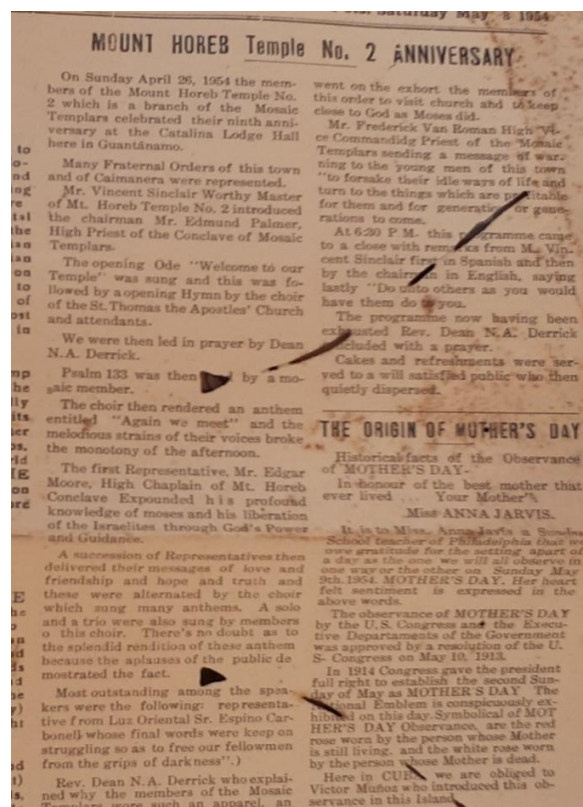 Saturday May 8 1954
MOUNT HOREB Temple No. 2 ANNIVERSARY
On Sunday April 26, 1954 the mem-
bers of the Mount Horeb Temple No.
2 which is a branch of the Mosaic
Templars celebrated their ninth anni-
versary at the Catalina Lodge Hall
here in Guantánamo.
Many Fraternal Orders of this town
and of Caimanera were represented.
Mr. Vincent Sinclair Worthy Master
of Mt. Horeb Temple No. 2 introduced
the chairman Mr. Edmund Palmer,
High Priest of the Conclave of Mosaic
Templars.
The opening Ode "Welcome to our
Temple" was sung and this was fo-
llowed by a opening Hymn by the choir
of the St. Thomas the Apostles' Church
and attendants.
We were then led in prayer by Dean
N.A. Derrick.
Psalm 133 was then by a mo-
saic member.
The choir then rendered an anthem
entitled "Again we meet" and the
melodious strains of their voices broke
the monotony of the afternoon.
The first Representative, Mr. Edgar
Moore, High Chaplain of Mt. Horeb
Conclave Expounded his profound
knowledge of moses and his liberation
of the Israelites through God's Power
and Guidance.
A succession of Representatives then
delivered their messages of love and
friendship and hope and truth and
these were alternated by the choir
which sung many anthems. A solo
and a trio were also sung by members
o this choir. There's no doubt as to
the splendid rendition of these anthem
because the aplauses of the public de
mostrated the fact.
Most outstanding among the spea-
kers were the following: representa-
tive from Luz Oriental Sr. Espino Car-
bonell whose final words were keep on
struggling so as to free our fellowmen
from the grips of darkness".)
Rev. Dean N.A. Derrick who explai-
ned why the members of the Mosaic
Templars wore such an apparel, an
went on the exhort the members of
this order to visit church and to keep
close to God as Moses did.
Mr. Frederick Van Roman High Vi-
ce Commandidg Priest of the Mosaic
Templars sending a message of war-
ning to the young men of this town
"to forsake their idle ways of life and
turn to the things which are profitable
for them and for generation or gene-
rations to come.
At 6:30 P M- this programme came
to a close with remarks from M. Vin-
cent Sinclair first in Spanish and then
by the chairman in English, saying
lastly "Do unto others as you would
have them do to you.
The programme now having been
exhausted Rev. Dean N.A. Derrick
cluded with a prayer.
Cakes and refreshments were ser-
ved to a will satisfied public who then
quietly dispersed.
THE ORIGIN OF MOTHER'S DAY
Historical facts of the Observance
of MOTHER'S DAY-
In honour of the best mother that
ever lived ... Your Mother"
Miss ANNA JARVIS.
It is to Miss. Anna Javis a Sunday
School teacher of Philadelphia that we
owe gratitude for the setting apart of
a day as the one we all will observe in
one way or the other on Sunday May
9th. 1954. MOTHER'S DAY. Her heart
felt sentiment is expressed in the
above words.
The observance of MOTHER'S DAY
by the U.S. Congress and the Execu-
tive Departaments of the Government
was approved by a resolution of the U.
S- Congress on May 10, 1913.
In 1914 Congress gave the president
full right to establish the second Sun-
day of May as MOTHER'S DAY The
tional Emblem is conspicuously ex-
hibited on this day. Symbolical of MOT
HER'S DAY Observance, are the red
rose worn by the person whose Mother
is still living, and the white rose worn
by the person whose Mother is dead.
Here in CUBA we are obliged to
Victor Muñoz who introduced this ob-
servance in this Island